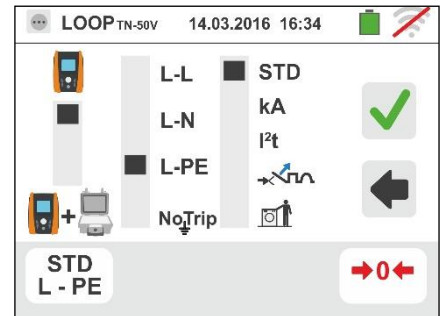 LOOP TN-50V 14.03.2016 16:34
L-L STD
L-N kA
I²t
L-PE
NoTrip
STD
L - PE
→0←